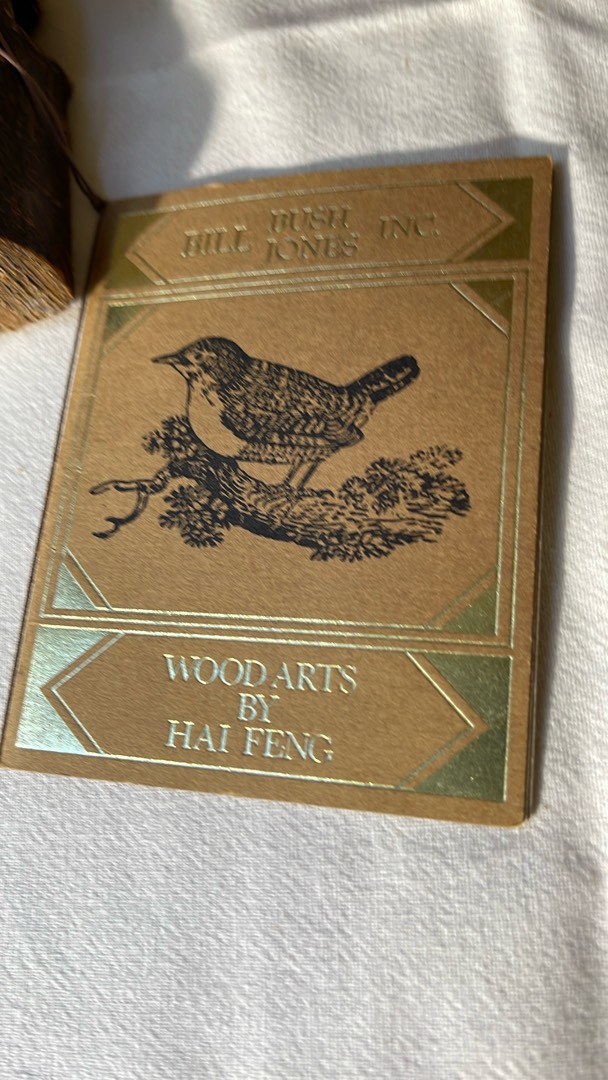 BILL BUSH JONES INC.
WOOD ARTS
BY
HAI FENG